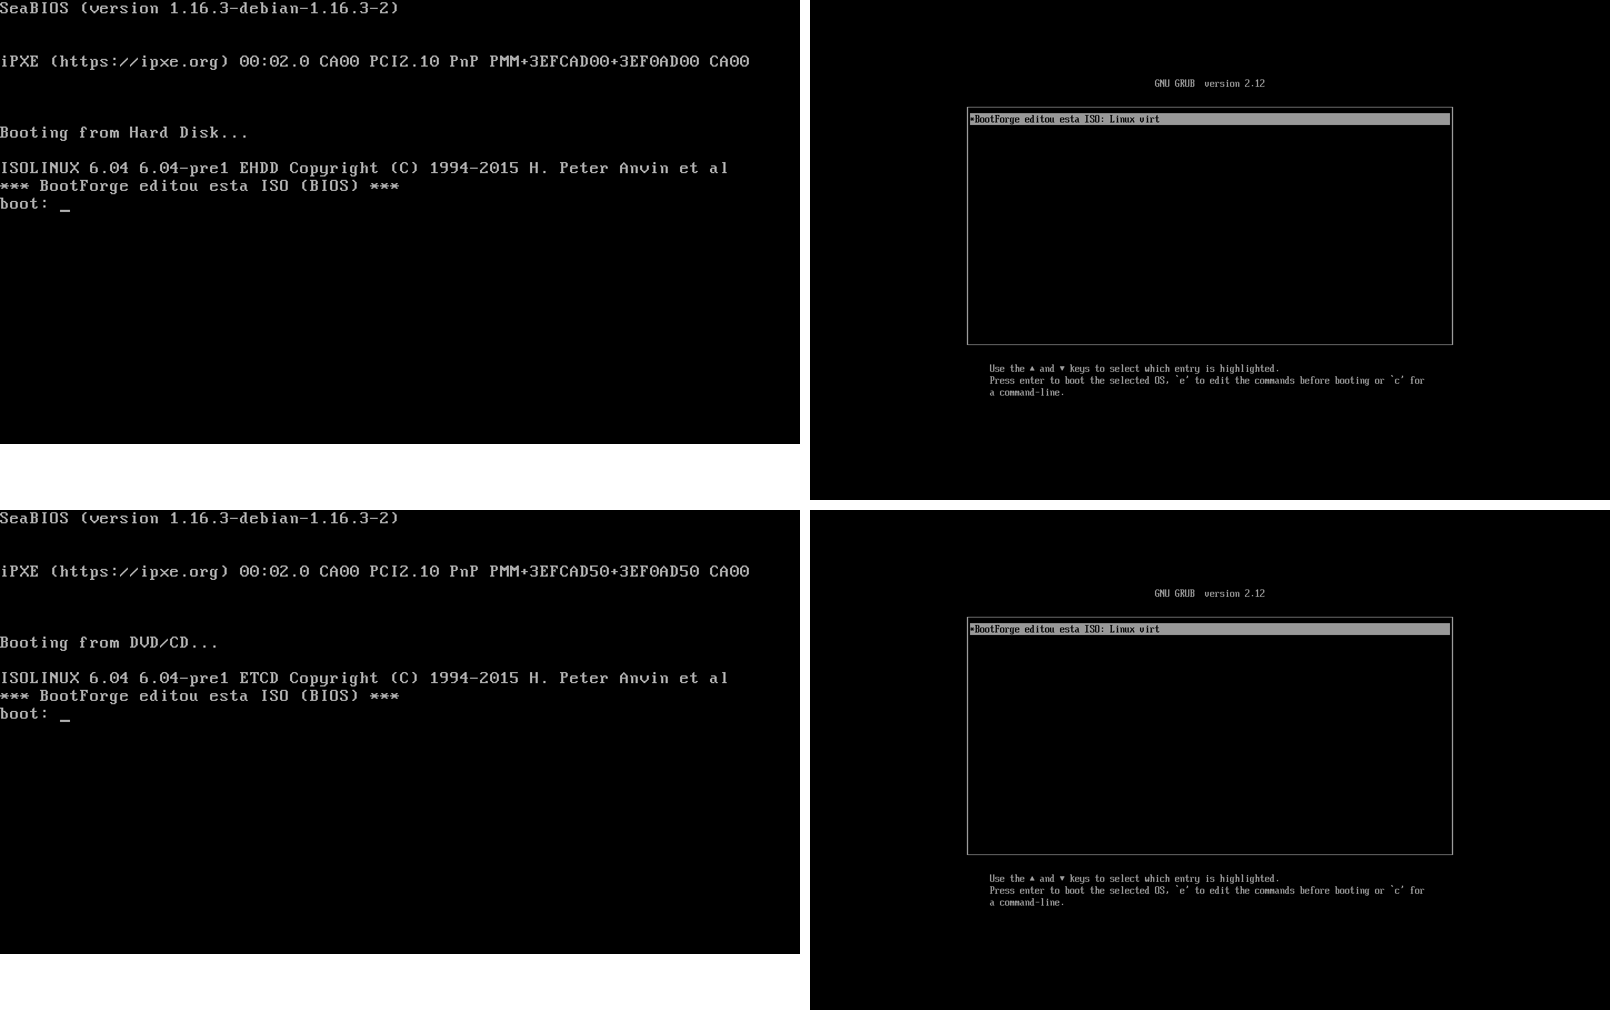 SeaBIOS (version 1.16.3-debian-1.16.3-2)
iPXE (https://ipxe.org) 00:02.0 CA00 PCI2.10 PnP PMM+3EFCAD00+3EF0AD00 CA00
Booting from Hard Disk...
ISOLINUX 6.04 6.04-pre1 EHDD Copyright (C) 1994-2015 H. Peter Anvin et al
*** BootForge editou esta ISO (BIOS) ***
boot: _
GNU GRUB version 2.12
*BootForge editou esta ISO: Linux virt
Use the ▲ and ▼ keys to select which entry is highlighted.
Press enter to boot the selected OS, `e' to edit the commands before booting or `c' for
a command-line.
SeaBIOS (version 1.16.3-debian-1.16.3-2)
iPXE (https://ipxe.org) 00:02.0 CA00 PCI2.10 PnP PMM+3EFCAD50+3EF0AD50 CA00
Booting from DVD/CD...
ISOLINUX 6.04 6.04-pre1 ETCD Copyright (C) 1994-2015 H. Peter Anvin et al
*** BootForge editou esta ISO (BIOS) ***
boot: _
GNU GRUB version 2.12
*BootForge editou esta ISO: Linux virt
Use the ▲ and ▼ keys to select which entry is highlighted.
Press enter to boot the selected OS, `e' to edit the commands before booting or `c' for
a command-line.